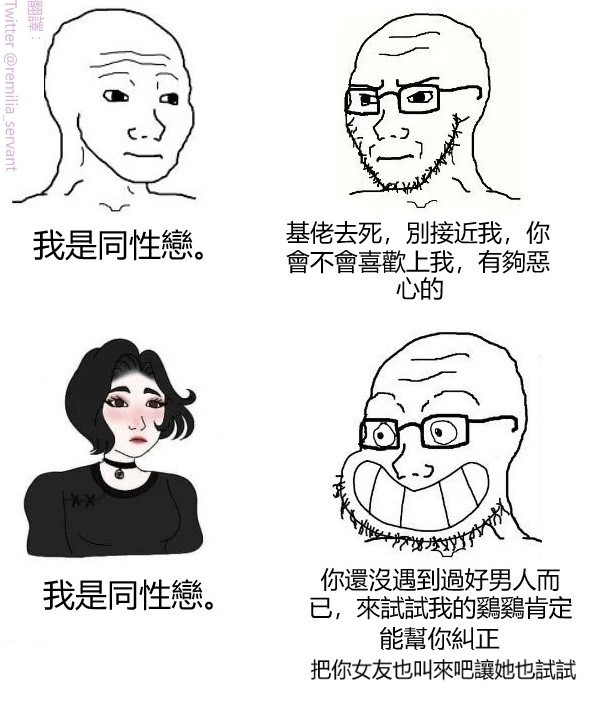 翻譯：
Twitter @remilia_servant
我是同性戀。
基佬去死，別接近我，你
會不會喜歡上我，有夠惡
心的
我是同性戀。
你還沒遇到過好男人而
已，來試試我的鷄鷄肯定
能幫你糾正
把你女友也叫來吧讓她也試試